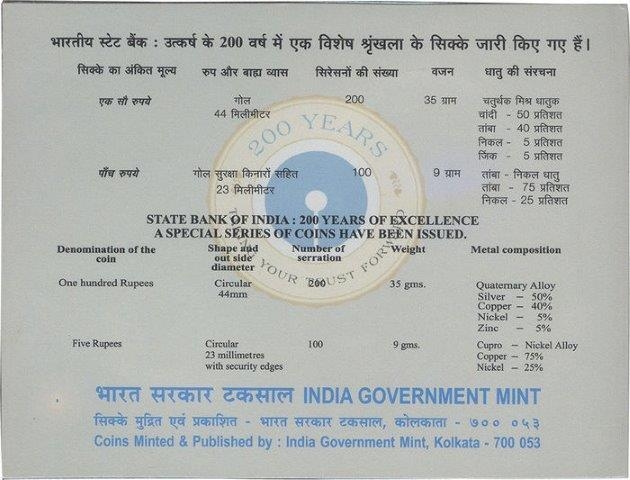 भारतीय स्टेट बैंक : उत्कर्ष के 200 वर्ष में एक विशेष श्रृंखला के सिक्के जारी किए गए हैं।
सिक्के का अंकित मूल्य रुप और बाह्य व्यास सिरेसनों की संख्या वजन धातु की संरचना
एक सौ रुपये गोल 200 35 ग्राम चतुर्थक मिश्र धातुक
44 मिलीमीटर चांदी - 50 प्रतिशत
तांबा - 40 प्रतिशत
निकल - 5 प्रतिशत
जिंक - 5 प्रतिशत
पाँच रुपये गोल सुरक्षा किनारों सहित 100 9 ग्राम तांबा - निकल धातु
23 मिलीमीटर तांबा - 75 प्रतिशत
निकल - 25 प्रतिशत
200 YEARS
YOUR TRUST FORWARD
STATE BANK OF INDIA : 200 YEARS OF EXCELLENCE
A SPECIAL SERIES OF COINS HAVE BEEN ISSUED.
Denomination of the Shape and Number of Weight Metal composition
coin out side serration
diameter
One hundred Rupees Circular 200 35 gms. Quaternary Alloy
44mm Silver – 50%
Copper – 40%
Nickel – 5%
Zinc – 5%
Five Rupees Circular 100 9 gms. Cupro – Nickel Alloy
23 millimetres Copper – 75%
with security edges Nickel – 25%
भारत सरकार टकसाल INDIA GOVERNMENT MINT
सिक्के मुद्रित एवं प्रकाशित - भारत सरकार टकसाल, कोलकाता - ७०० ०५३
Coins Minted & Published by : India Government Mint, Kolkata - 700 053